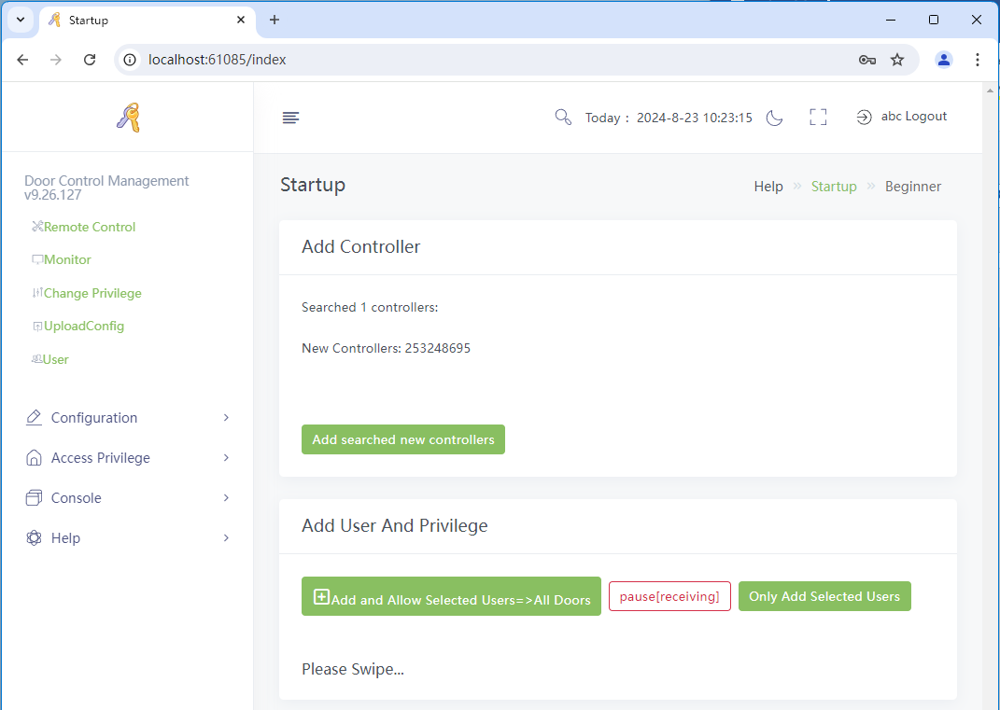 Startup
localhost:61085/index
Today : 2024-8-23 10:23:15
abc Logout
Door Control Management
v9.26.127
Remote Control
Monitor
Change Privilege
UploadConfig
User
Configuration
Access Privilege
Console
Help
Startup
Help » Startup » Beginner
Add Controller
Searched 1 controllers:
New Controllers: 253248695
Add searched new controllers
Add User And Privilege
Add and Allow Selected Users=>All Doors
pause[receiving]
Only Add Selected Users
Please Swipe...